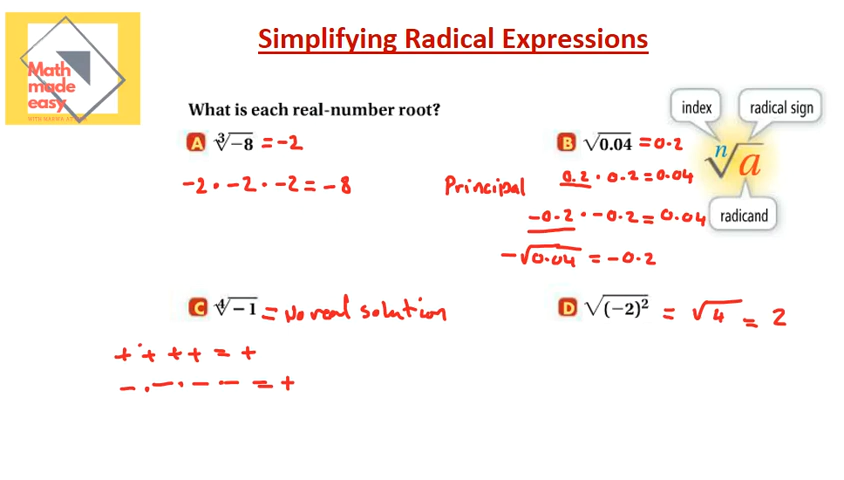 Simplifying Radical Expressions
Math
made
easy
What is each real-number root?
index
radical sign
A ∛−8 = −2
B √0.04 = 0.2
ⁿ√a
−2 · −2 · −2 = −8
Principal
0.2 · 0.2 = 0.04
−0.2 · −0.2 = 0.04
radicand
−√0.04 = −0.2
C ∜−1 = No real solution
D √(−2)² = √4 = 2
+ · + ++ = +
− · − · − − = +